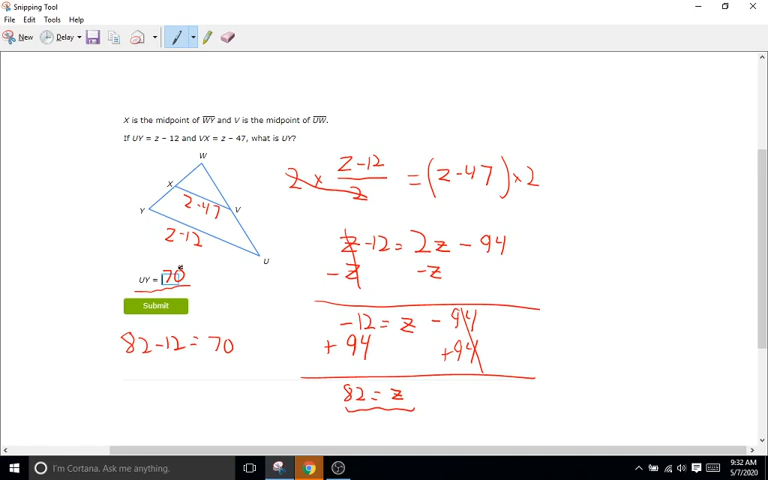 Snipping Tool
File Edit Tools Help
New Delay
X is the midpoint of WY and V is the midpoint of UW.
If UY = z − 12 and VX = z − 47, what is UY?
W
X
Y
V
U
z-47
z-12
UY = 70
Submit
82-12=70
2 × z-12/2 = (z-47)×2
z-12=2z-94
-z -z
-12=z-94
+94 +94
82=z
I'm Cortana. Ask me anything.
9:32 AM
5/7/2020